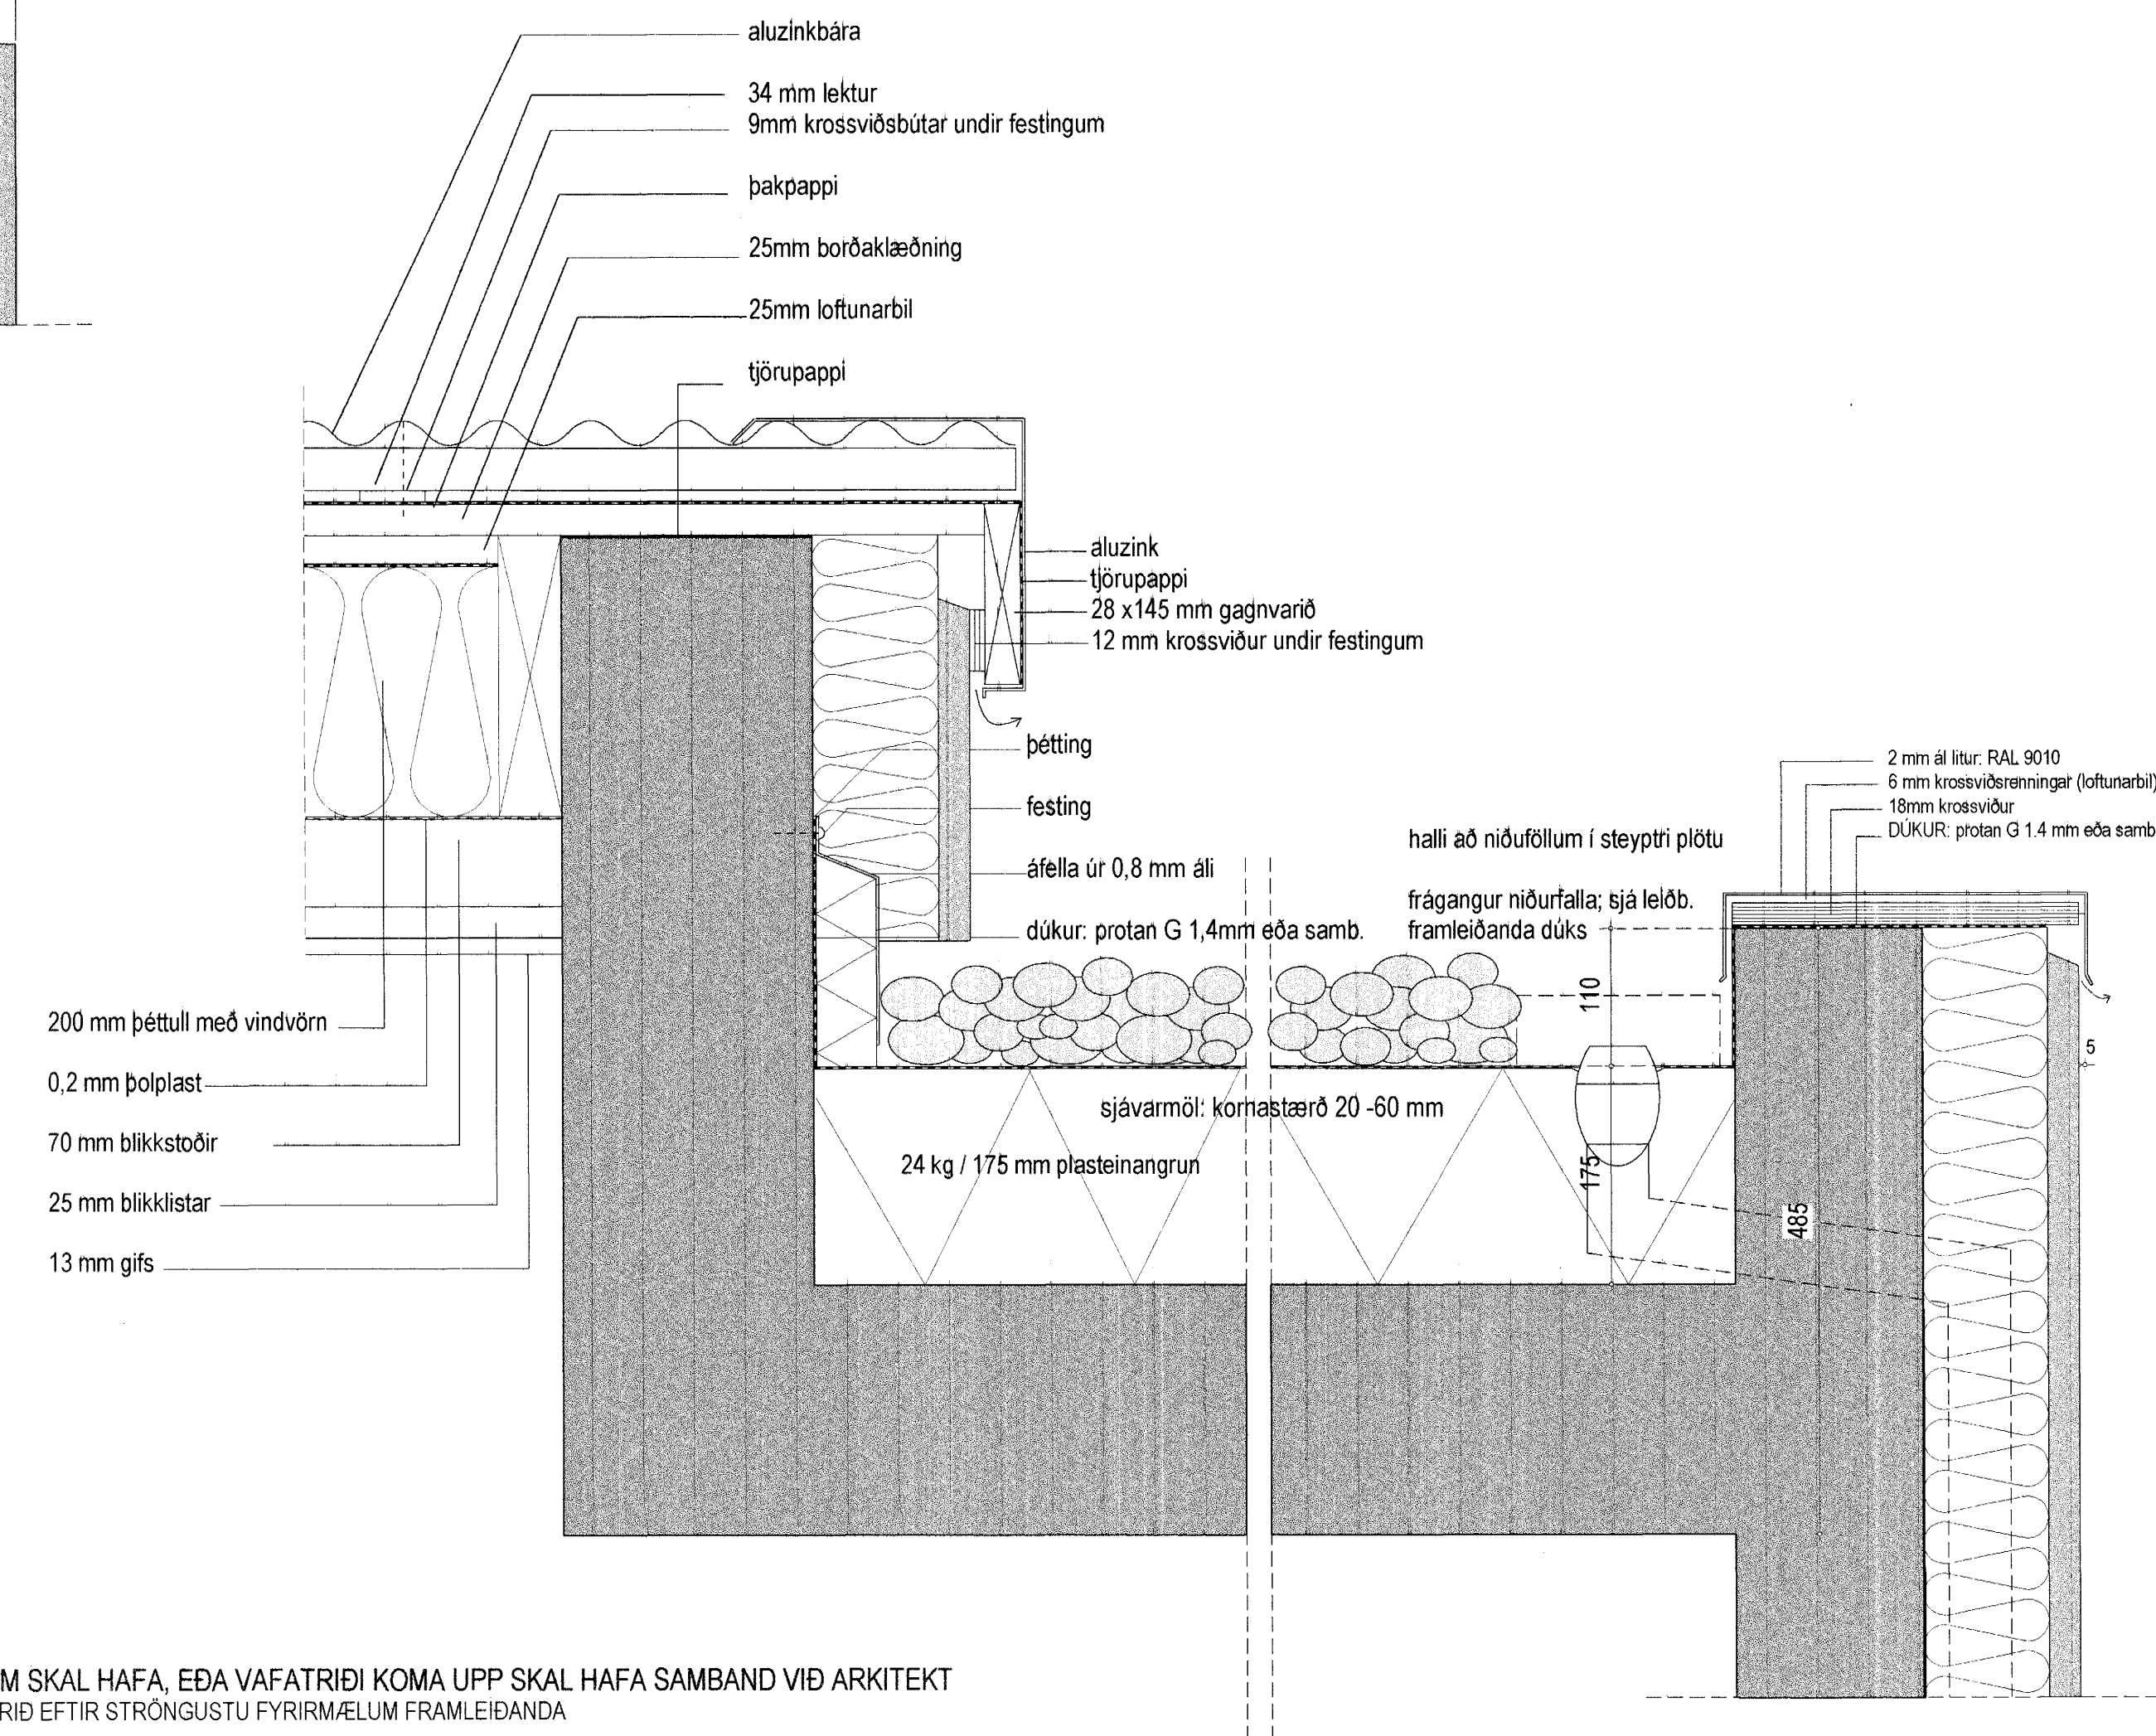 aluzinkbára
34 mm lektur
9mm krossviðsbútar undir festingum
þakpappi
25mm borðaklæðning
25mm loftunarbil
tjörupappi
aluzink
tjörupappi
28 x145 mm gagnvarið
12 mm krossviður undir festingum
þétting
festing
áfella úr 0,8 mm áli
dúkur: protan G 1,4mm eða samb.
halli að niðuföllum í steyptri plötu
frágangur niðurfalla; sjá leiðb.
framleiðanda dúks
2 mm ál litur: RAL 9010
6 mm krossviðsrenningar (loftunarbil)
18mm krossviður
DÚKUR: protan G 1.4 mm eða samb
110
5
175
485
sjávarmöl: kornastærð 20 -60 mm
24 kg / 175 mm plasteinangrun
200 mm þéttull með vindvörn
0,2 mm þolplast
70 mm blikkstoðir
25 mm blikklistar
13 mm gifs
M SKAL HAFA, EÐA VAFATRIÐI KOMA UPP SKAL HAFA SAMBAND VIÐ ARKITEKT
RIÐ EFTIR STRÖNGUSTU FYRIRMÆLUM FRAMLEIÐANDA